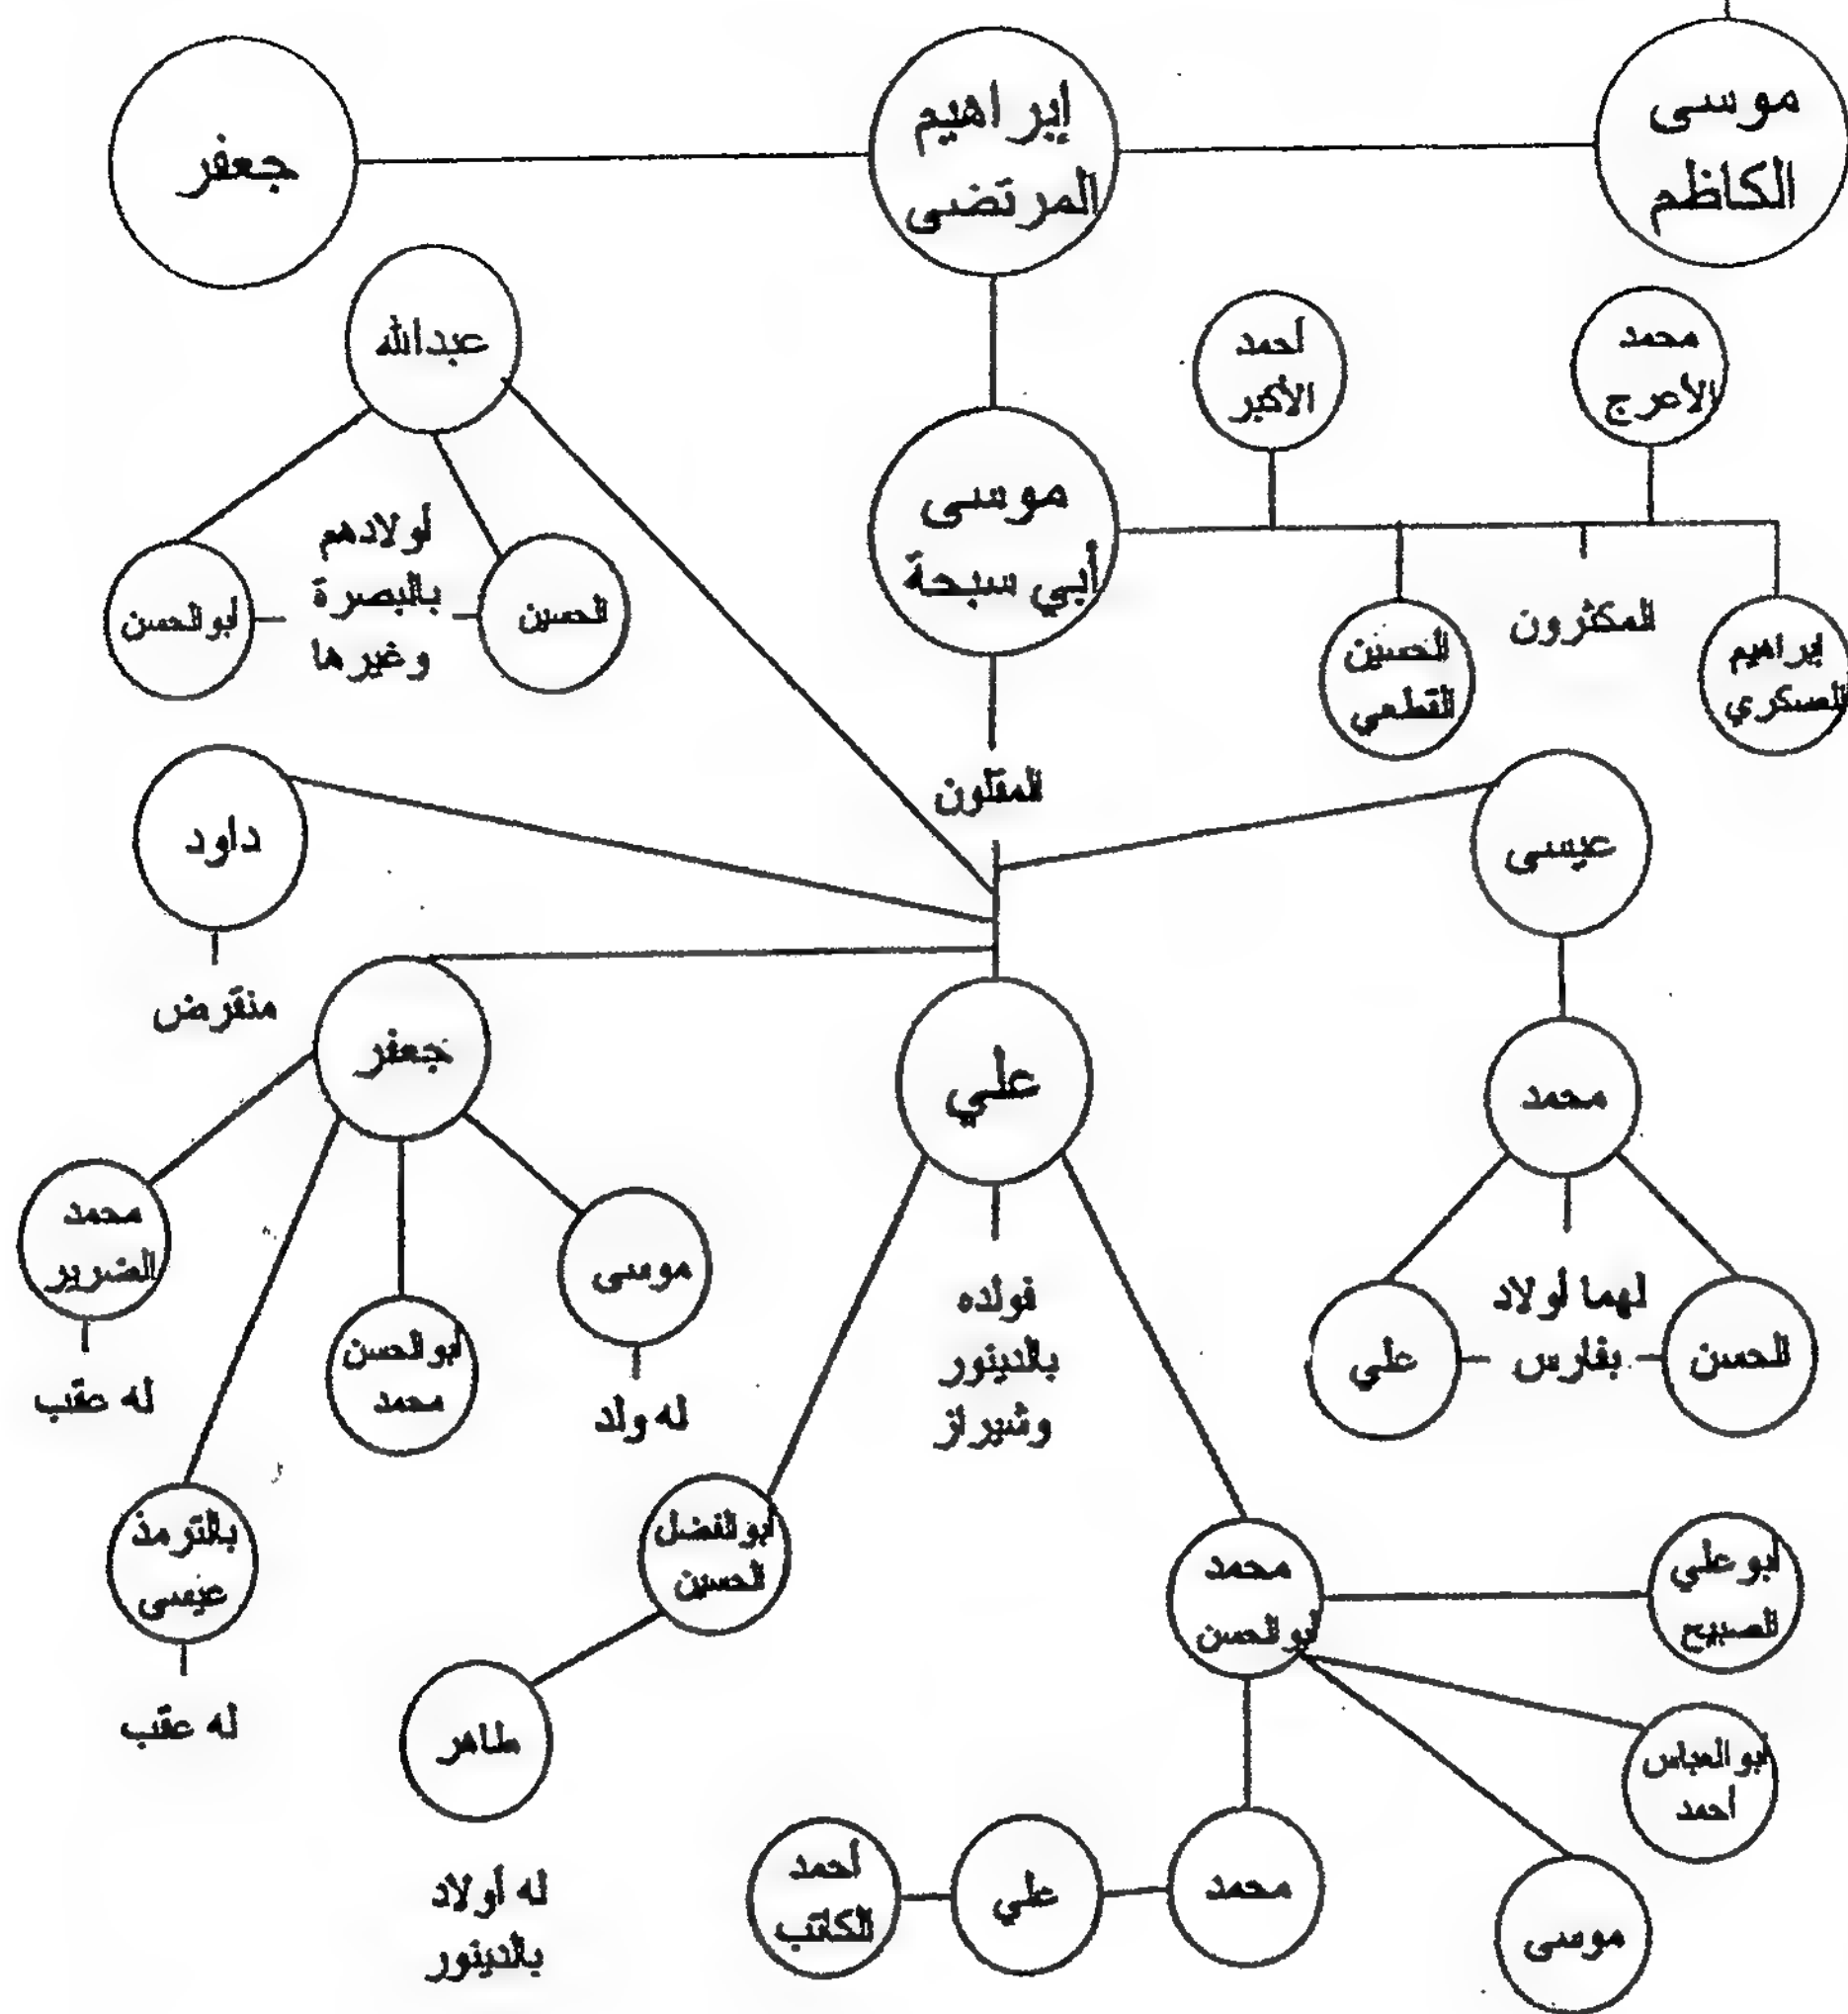 موسى
الكاظم
إبراهيم
المرتضى
جعفر
عبدالله
أحمد
الأكبر
محمد
الأعرج
موسى
أبي سبحة
أولادهم
بالبصرة
وغيرها
الحسين
أبو الحسن
الحسين
القطعي
المكثرون
إبراهيم
العسكري
المقلون
داود
منقرض
عيسى
جعفر
علي
محمد
محمد
الضرير
له عقب
أبو الحسن
محمد
موسى
له ولد
فولده
بالدينور
وشيراز
لهما أولاد
بفارس
الحسن
علي
بالترمذ
عيسى
له عقب
أبو الفضل
الحسين
محمد
أبو الحسن
أبو علي
الصبيح
طاهر
له أولاد
بالدينور
أبو العباس
أحمد
موسى
محمد
علي
أحمد
الكاتب